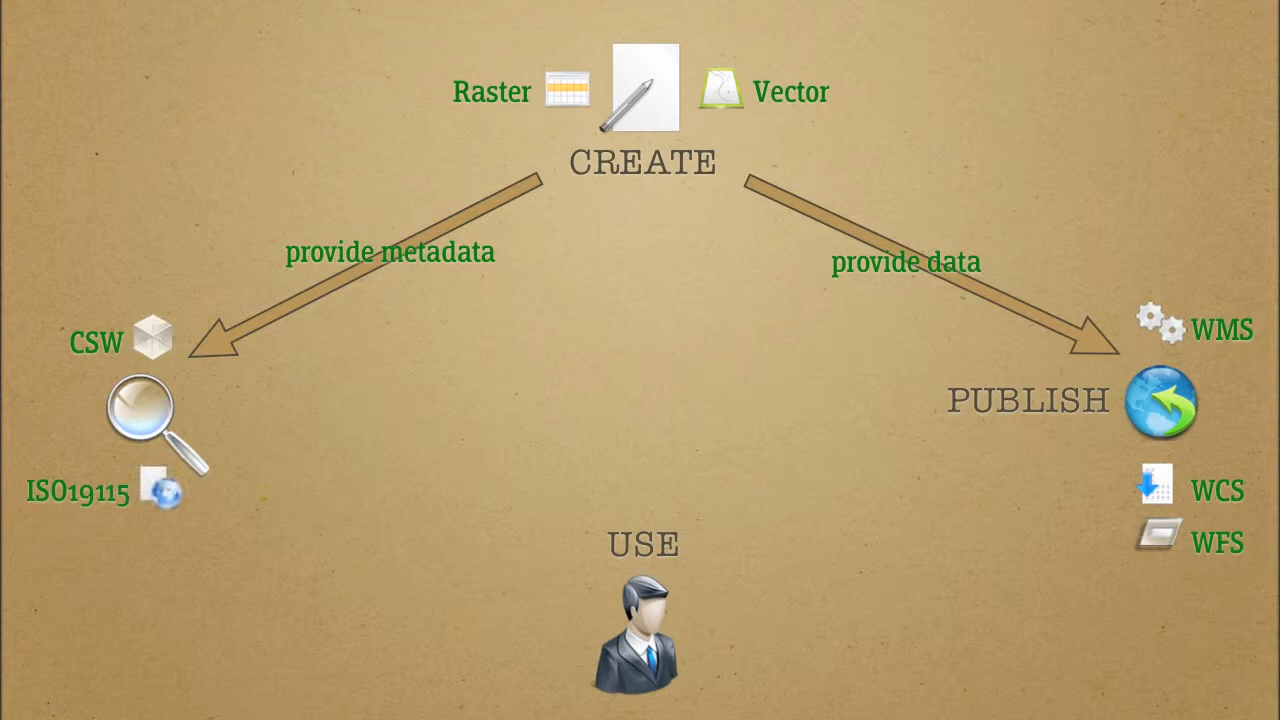 Raster
Vector
CREATE
provide metadata
provide data
CSW
WMS
PUBLISH
ISO19115
WCS
WFS
USE